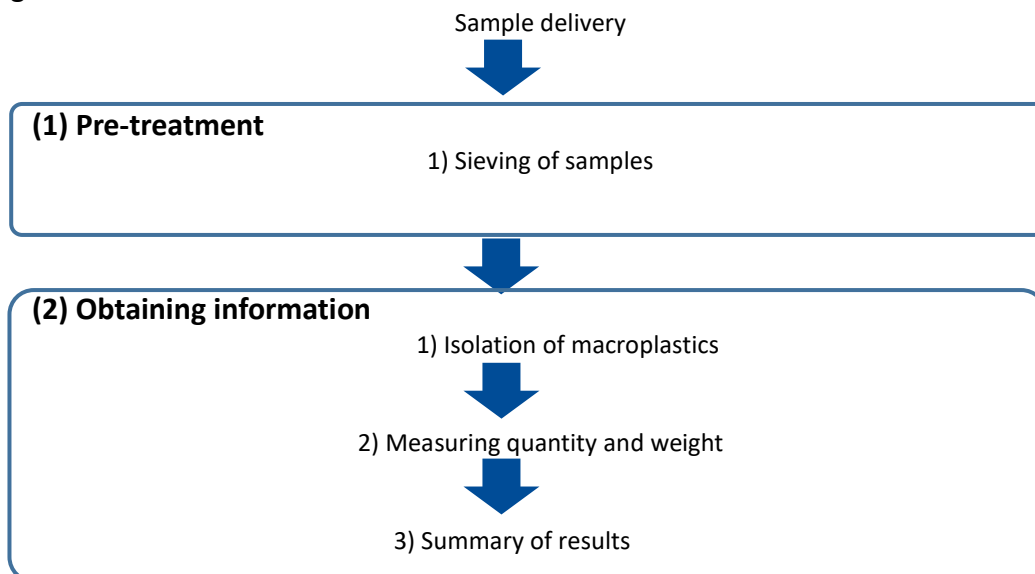 Sample delivery
(1) Pre-treatment
1) Sieving of samples
(2) Obtaining information
1) Isolation of macroplastics
2) Measuring quantity and weight
3) Summary of results